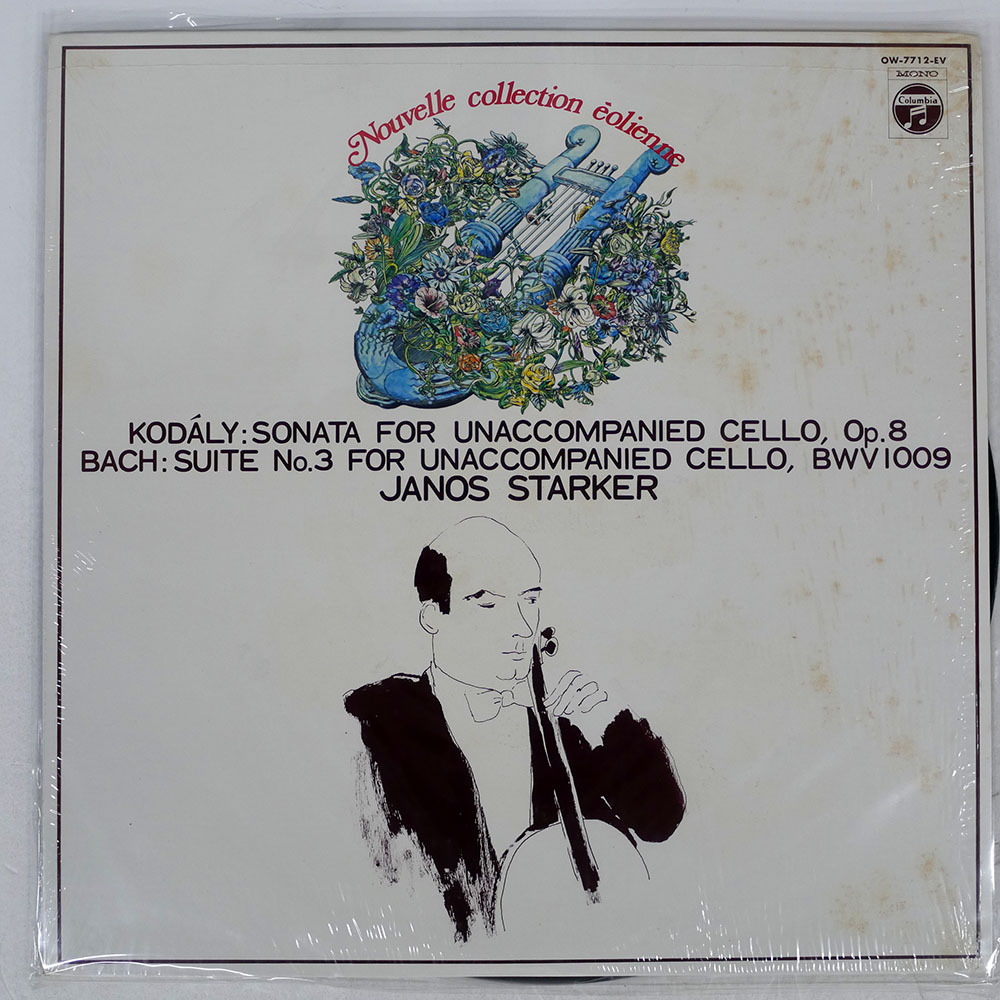 OW-7712-EV
MONO
Columbia
Nouvelle collection êolienne
KODÁLY: SONATA FOR UNACCOMPANIED CELLO, Op.8
BACH: SUITE No.3 FOR UNACCOMPANIED CELLO, BWV1009
JANOS STARKER